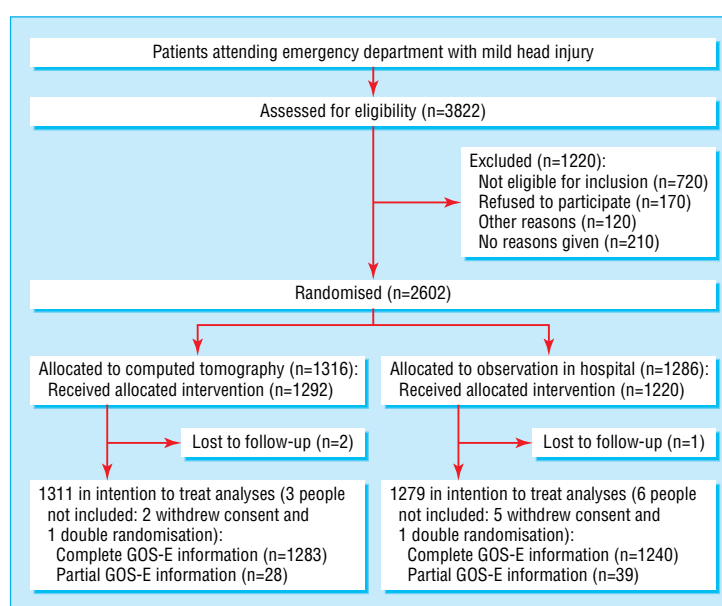 Patients attending emergency department with mild head injury
Assessed for eligibility (n=3822)
Excluded (n=1220):
Not eligible for inclusion (n=720)
Refused to participate (n=170)
Other reasons (n=120)
No reasons given (n=210)
Randomised (n=2602)
Allocated to computed tomography (n=1316):
Received allocated intervention (n=1292)
Allocated to observation in hospital (n=1286):
Received allocated intervention (n=1220)
Lost to follow-up (n=2)
Lost to follow-up (n=1)
1311 in intention to treat analyses (3 people
not included: 2 withdrew consent and
1 double randomisation):
Complete GOS-E information (n=1283)
Partial GOS-E information (n=28)
1279 in intention to treat analyses (6 people
not included: 5 withdrew consent and
1 double randomisation):
Complete GOS-E information (n=1240)
Partial GOS-E information (n=39)